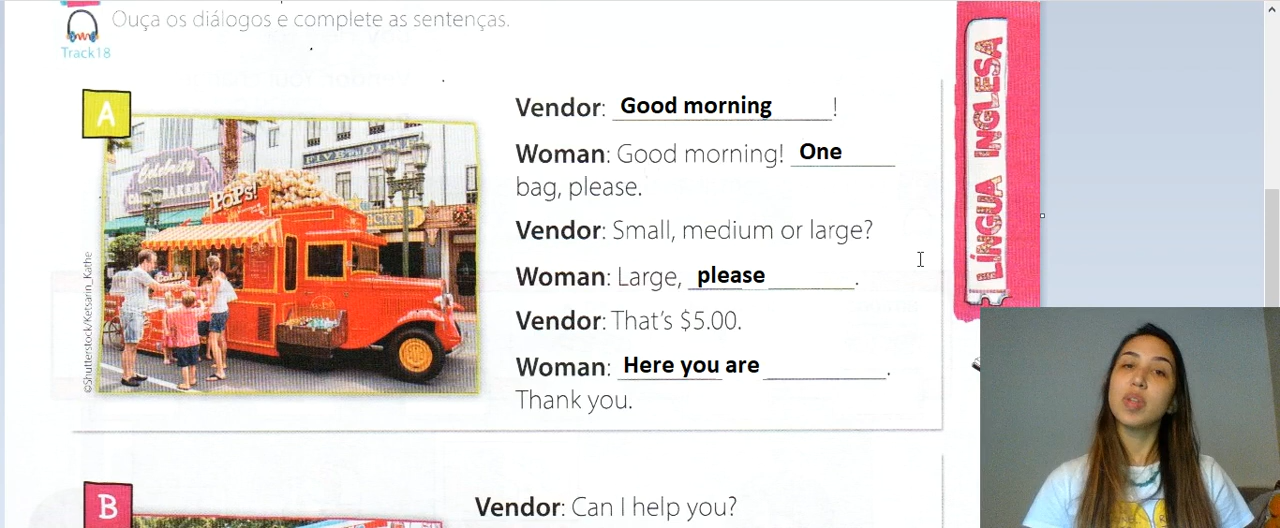 Ouça os diálogos e complete as sentenças.
Track18
A
Vendor: Good morning !
Woman: Good morning! One
bag, please.
Vendor: Small, medium or large?
Woman: Large, please .
Vendor: That's $5.00.
Woman: Here you are .
Thank you.
PoPs!
©Shutterstock/Ketsarin_Kathe
LÍNGUA INGLESA
B
Vendor: Can I help you?